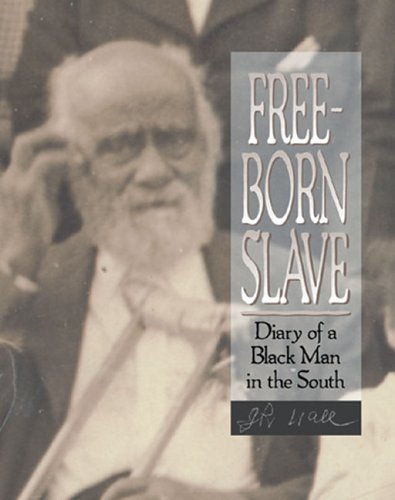 FREE-
BORN
SLAVE
Diary of a
Black Man
in the South
Hall